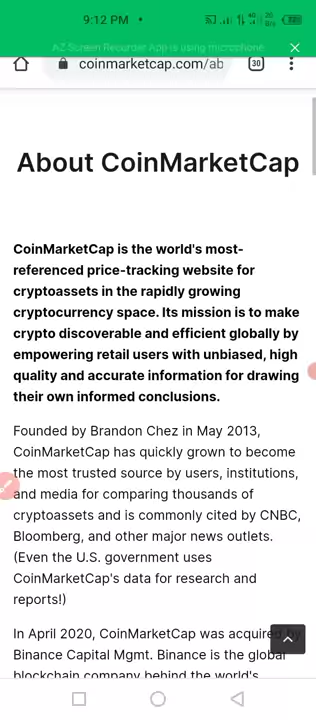 9:12 PM
AZ Screen Recorder App is using microphone.
coinmarketcap.com/ab
30
About CoinMarketCap
CoinMarketCap is the world's most-
referenced price-tracking website for
cryptoassets in the rapidly growing
cryptocurrency space. Its mission is to make
crypto discoverable and efficient globally by
empowering retail users with unbiased, high
quality and accurate information for drawing
their own informed conclusions.
Founded by Brandon Chez in May 2013,
CoinMarketCap has quickly grown to become
the most trusted source by users, institutions,
and media for comparing thousands of
cryptoassets and is commonly cited by CNBC,
Bloomberg, and other major news outlets.
(Even the U.S. government uses
CoinMarketCap's data for research and
reports!)
In April 2020, CoinMarketCap was acquired by
Binance Capital Mgmt. Binance is the global
blockchain company behind the world's